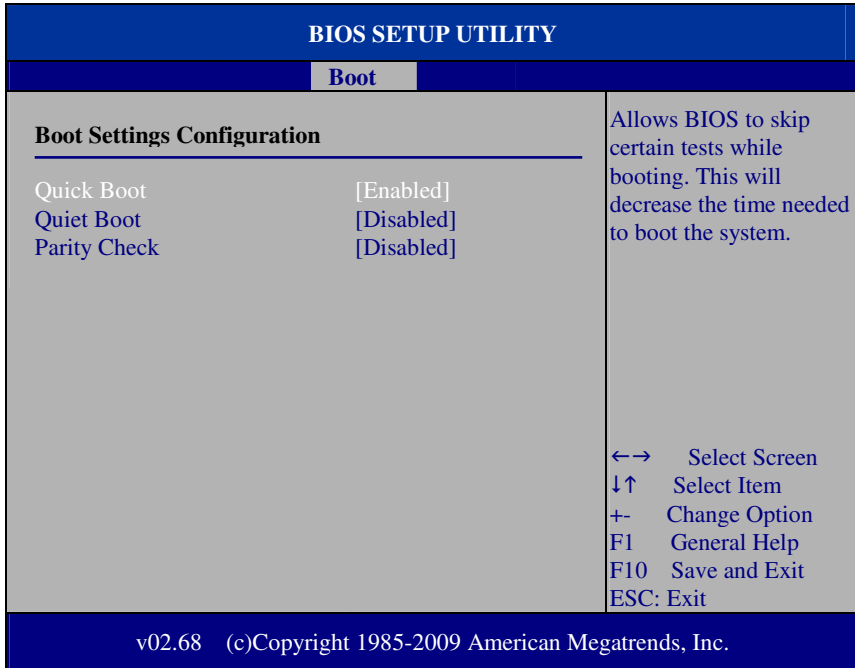 BIOS SETUP UTILITY
Boot
Boot Settings Configuration
Quick Boot [Enabled]
Quiet Boot [Disabled]
Parity Check [Disabled]
Allows BIOS to skip
certain tests while
booting. This will
decrease the time needed
to boot the system.
←→ Select Screen
↓↑ Select Item
+- Change Option
F1 General Help
F10 Save and Exit
ESC: Exit
v02.68 (c)Copyright 1985-2009 American Megatrends, Inc.